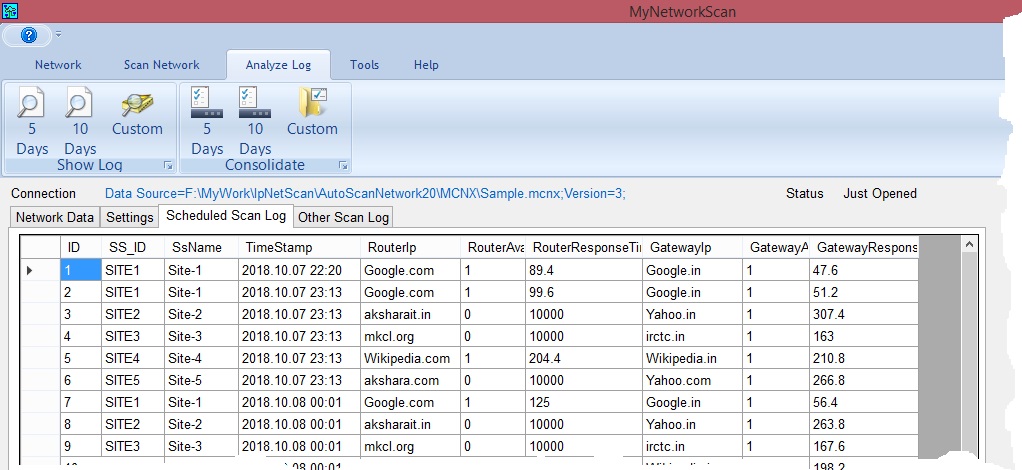 MyNetworkScan
Network Scan Network Analyze Log Tools Help
5 Days 10 Days Custom 5 Days 10 Days Custom
Show Log Consolidate
Connection Data Source=F:\MyWork\IpNetScan\AutoScanNetwork20\MCNX\Sample.mcnx;Version=3; Status Just Opened
Network Data Settings Scheduled Scan Log Other Scan Log
ID SS_ID SsName TimeStamp RouterIp RouterAva RouterResponseTi GatewayIp GatewayA GatewayRespons
1 SITE1 Site-1 2018.10.07 22:20 Google.com 1 89.4 Google.in 1 47.6
2 SITE1 Site-1 2018.10.07 23:13 Google.com 1 99.6 Google.in 1 51.2
3 SITE2 Site-2 2018.10.07 23:13 aksharait.in 0 10000 Yahoo.in 1 307.4
4 SITE3 Site-3 2018.10.07 23:13 mkcl.org 0 10000 irctc.in 1 163
5 SITE4 Site-4 2018.10.07 23:13 Wikipedia.com 1 204.4 Wikipedia.in 1 210.8
6 SITE5 Site-5 2018.10.07 23:13 akshara.com 0 10000 Yahoo.com 1 266.8
7 SITE1 Site-1 2018.10.08 00:01 Google.com 1 125 Google.in 1 56.4
8 SITE2 Site-2 2018.10.08 00:01 aksharait.in 0 10000 Yahoo.in 1 263.8
9 SITE3 Site-3 2018.10.08 00:01 mkcl.org 0 10000 irctc.in 1 167.6